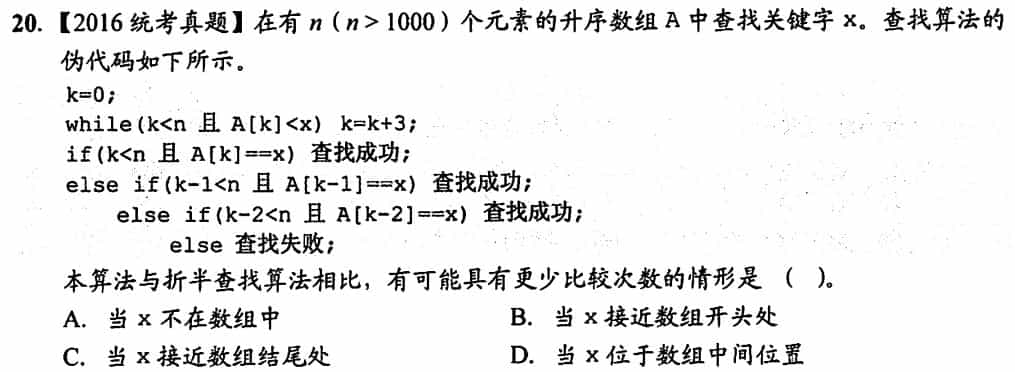 20. 【2016 统考真题】在有 n（n > 1000）个元素的升序数组 A 中查找关键字 x。查找算法的
伪代码如下所示。
k=0;
while(k<n 且 A[k]<x) k=k+3;
if(k<n 且 A[k]==x) 查找成功;
else if(k-1<n 且 A[k-1]==x) 查找成功;
else if(k-2<n 且 A[k-2]==x) 查找成功;
else 查找失败;
本算法与折半查找算法相比，有可能具有更少比较次数的情形是（ ）。
A. 当 x 不在数组中 B. 当 x 接近数组开头处
C. 当 x 接近数组结尾处 D. 当 x 位于数组中间位置